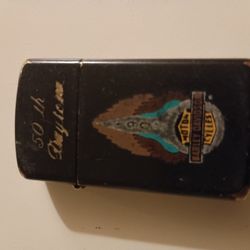 50th
Daytona
MOTOR
HARLEY-DAVIDSON
CYCLES